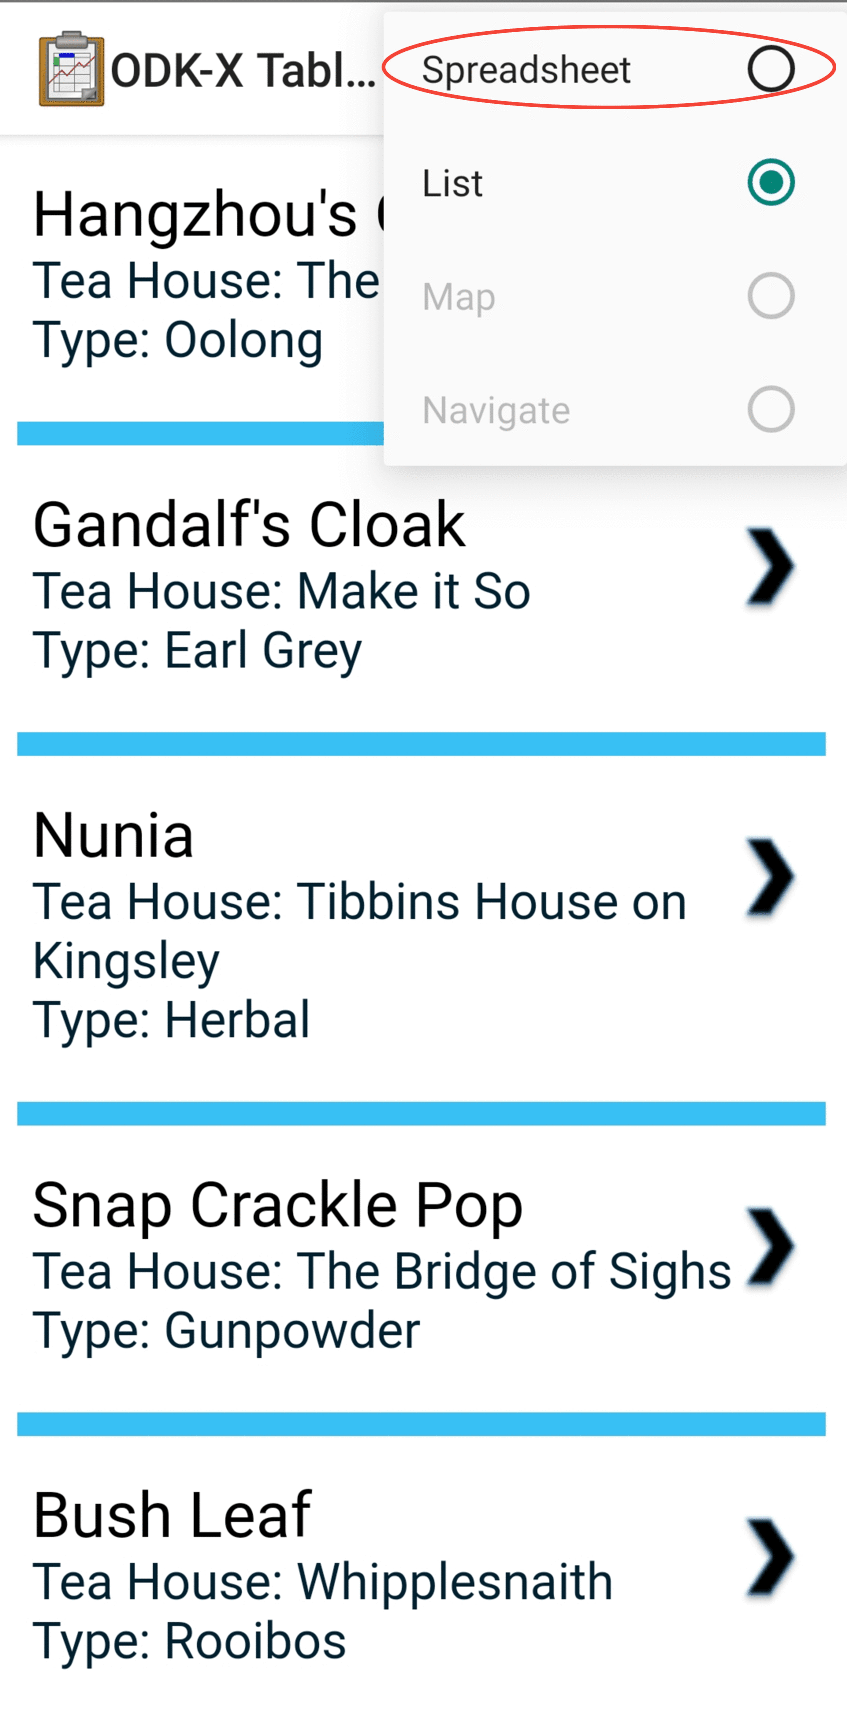 ODK-X Tabl...
Spreadsheet
List
Map
Navigate
Hangzhou's
Tea House: The
Type: Oolong
Gandalf's Cloak
Tea House: Make it So
Type: Earl Grey
Nunia
Tea House: Tibbins House on
Kingsley
Type: Herbal
Snap Crackle Pop
Tea House: The Bridge of Sighs
Type: Gunpowder
Bush Leaf
Tea House: Whipplesnaith
Type: Rooibos